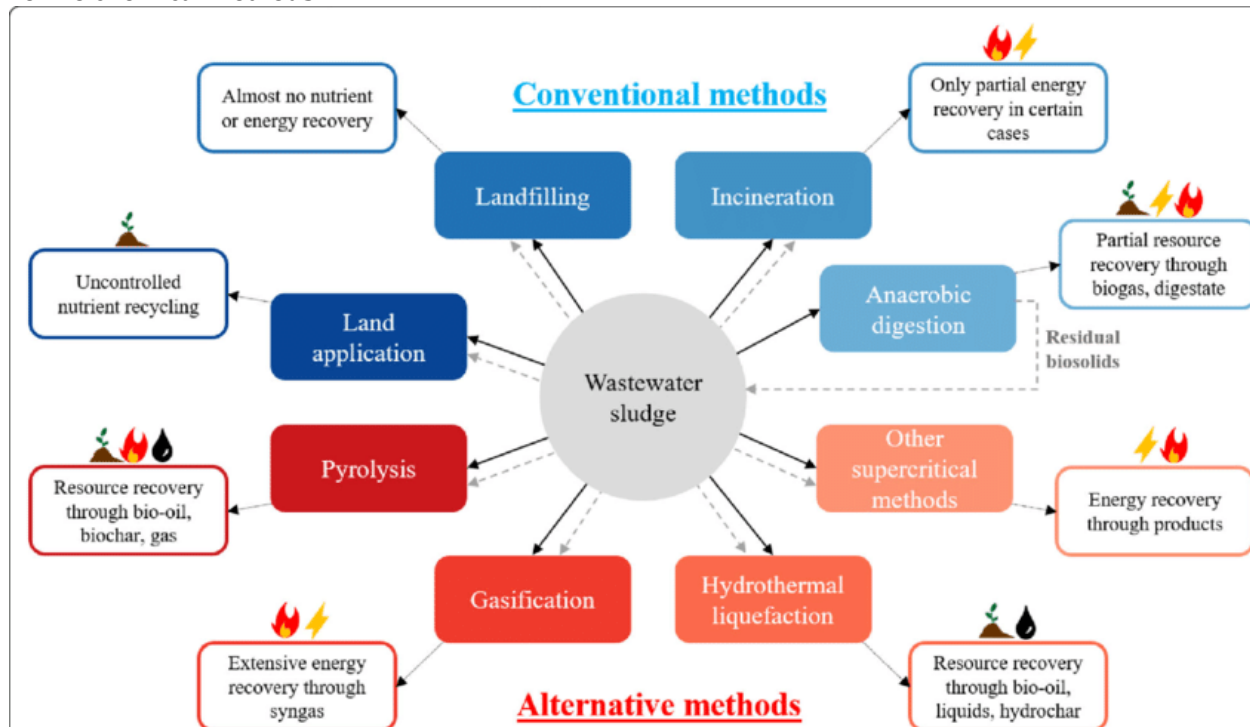 Conventional methods
Almost no nutrient
or energy recovery
Only partial energy
recovery in certain
cases
Landfilling
Incineration
Uncontrolled
nutrient recycling
Land
application
Anaerobic
digestion
Partial resource
recovery through
biogas, digestate
Residual
biosolids
Wastewater
sludge
Pyrolysis
Resource recovery
through bio-oil,
biochar, gas
Other
supercritical
methods
Energy recovery
through products
Gasification
Hydrothermal
liquefaction
Extensive energy
recovery through
syngas
Resource recovery
through bio-oil,
liquids, hydrochar
Alternative methods